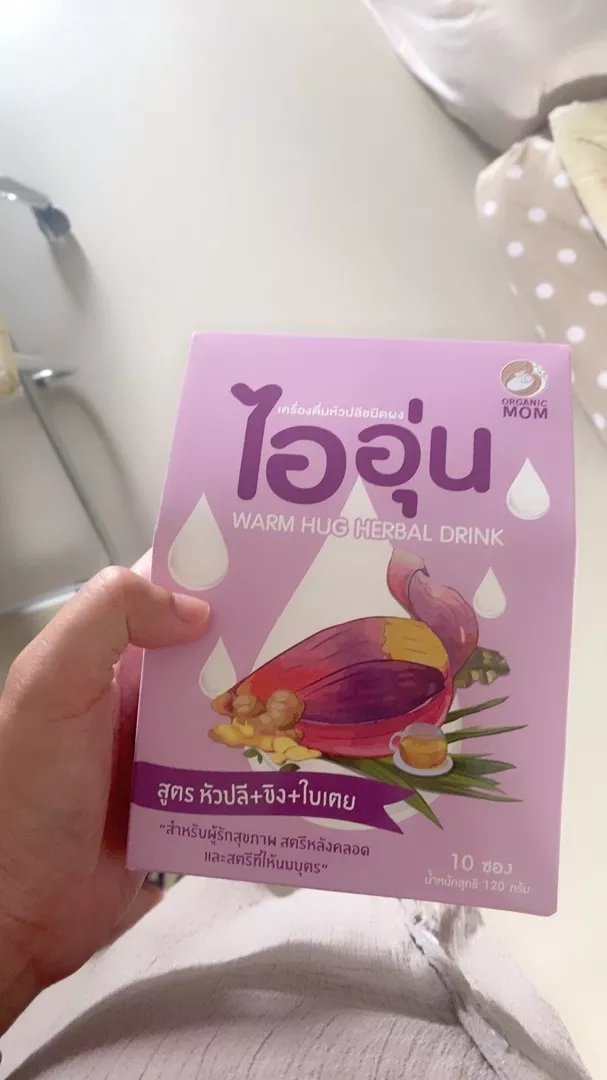 ORGANIC
MOM
เครื่องดื่มหัวปลีชนิดผง
ไออุ่น
WARM HUG HERBAL DRINK
สูตร หัวปลี+ขิง+ใบเตย
"สำหรับผู้รักสุขภาพ สตรีหลังคลอด
และสตรีที่ให้นมบุตร"
10 ซอง
น้ำหนักสุทธิ 120 กรัม